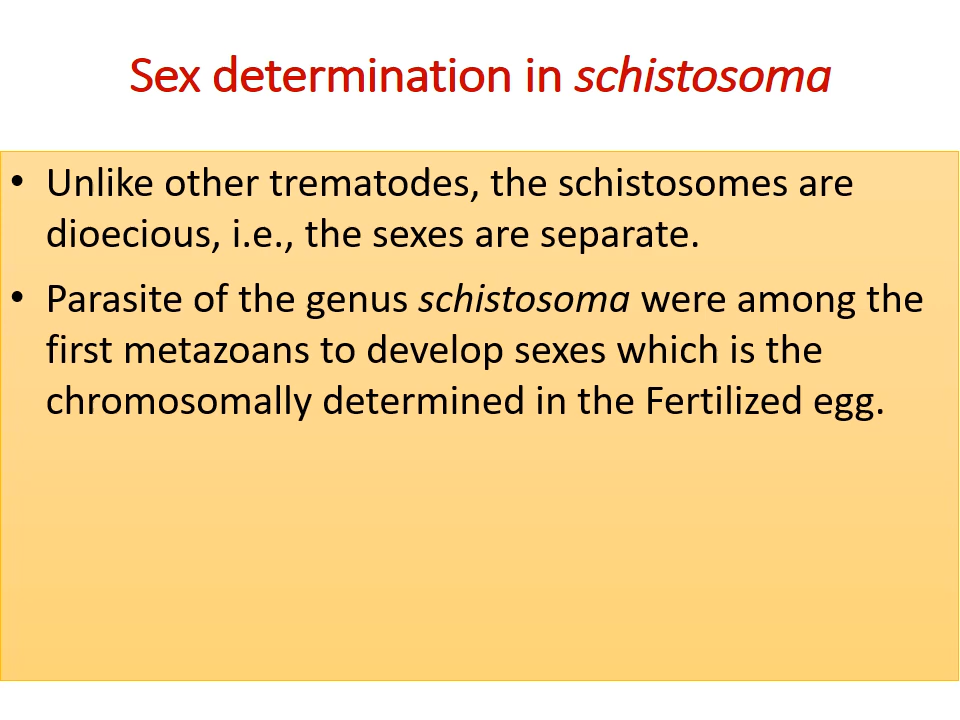 Sex determination in schistosoma
• Unlike other trematodes, the schistosomes are
dioecious, i.e., the sexes are separate.
• Parasite of the genus schistosoma were among the
first metazoans to develop sexes which is the
chromosomally determined in the Fertilized egg.